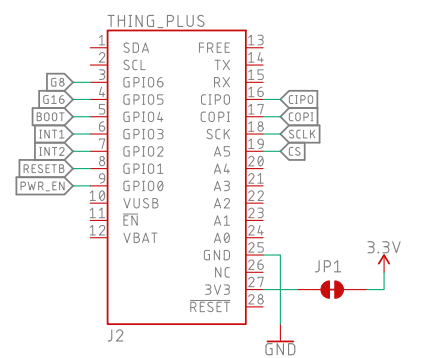 THING_PLUS
1 SDA FREE 13
2 SCL TX 14
G8 3 GPIO6 RX 15
G16 4 GPIO5 CIPO 16 CIPO
BOOT 5 GPIO4 COPI 17 COPI
INT1 6 GPIO3 SCK 18 SCLK
INT2 7 GPIO2 A5 19 CS
RESETB 8 GPIO1 A4 20
PWR_EN 9 GPIO0 A3 21
10 VUSB A2 22
11 EN A1 23
12 VBAT A0 24
GND 25
NC 26
3V3 27
RESET 28
JP1 3.3V
J2
GND